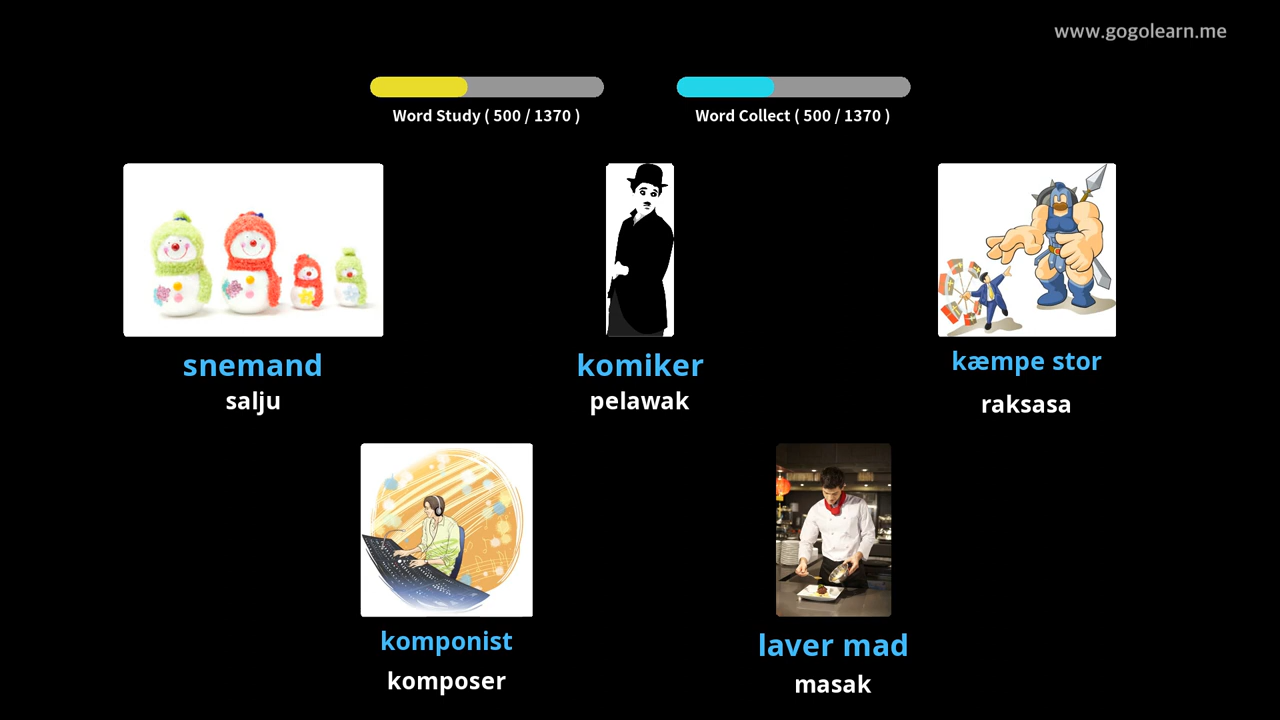 www.gogolearn.me
Word Study ( 500 / 1370 )
Word Collect ( 500 / 1370 )
snemand
salju
komiker
pelawak
kæmpe stor
raksasa
komponist
komposer
laver mad
masak